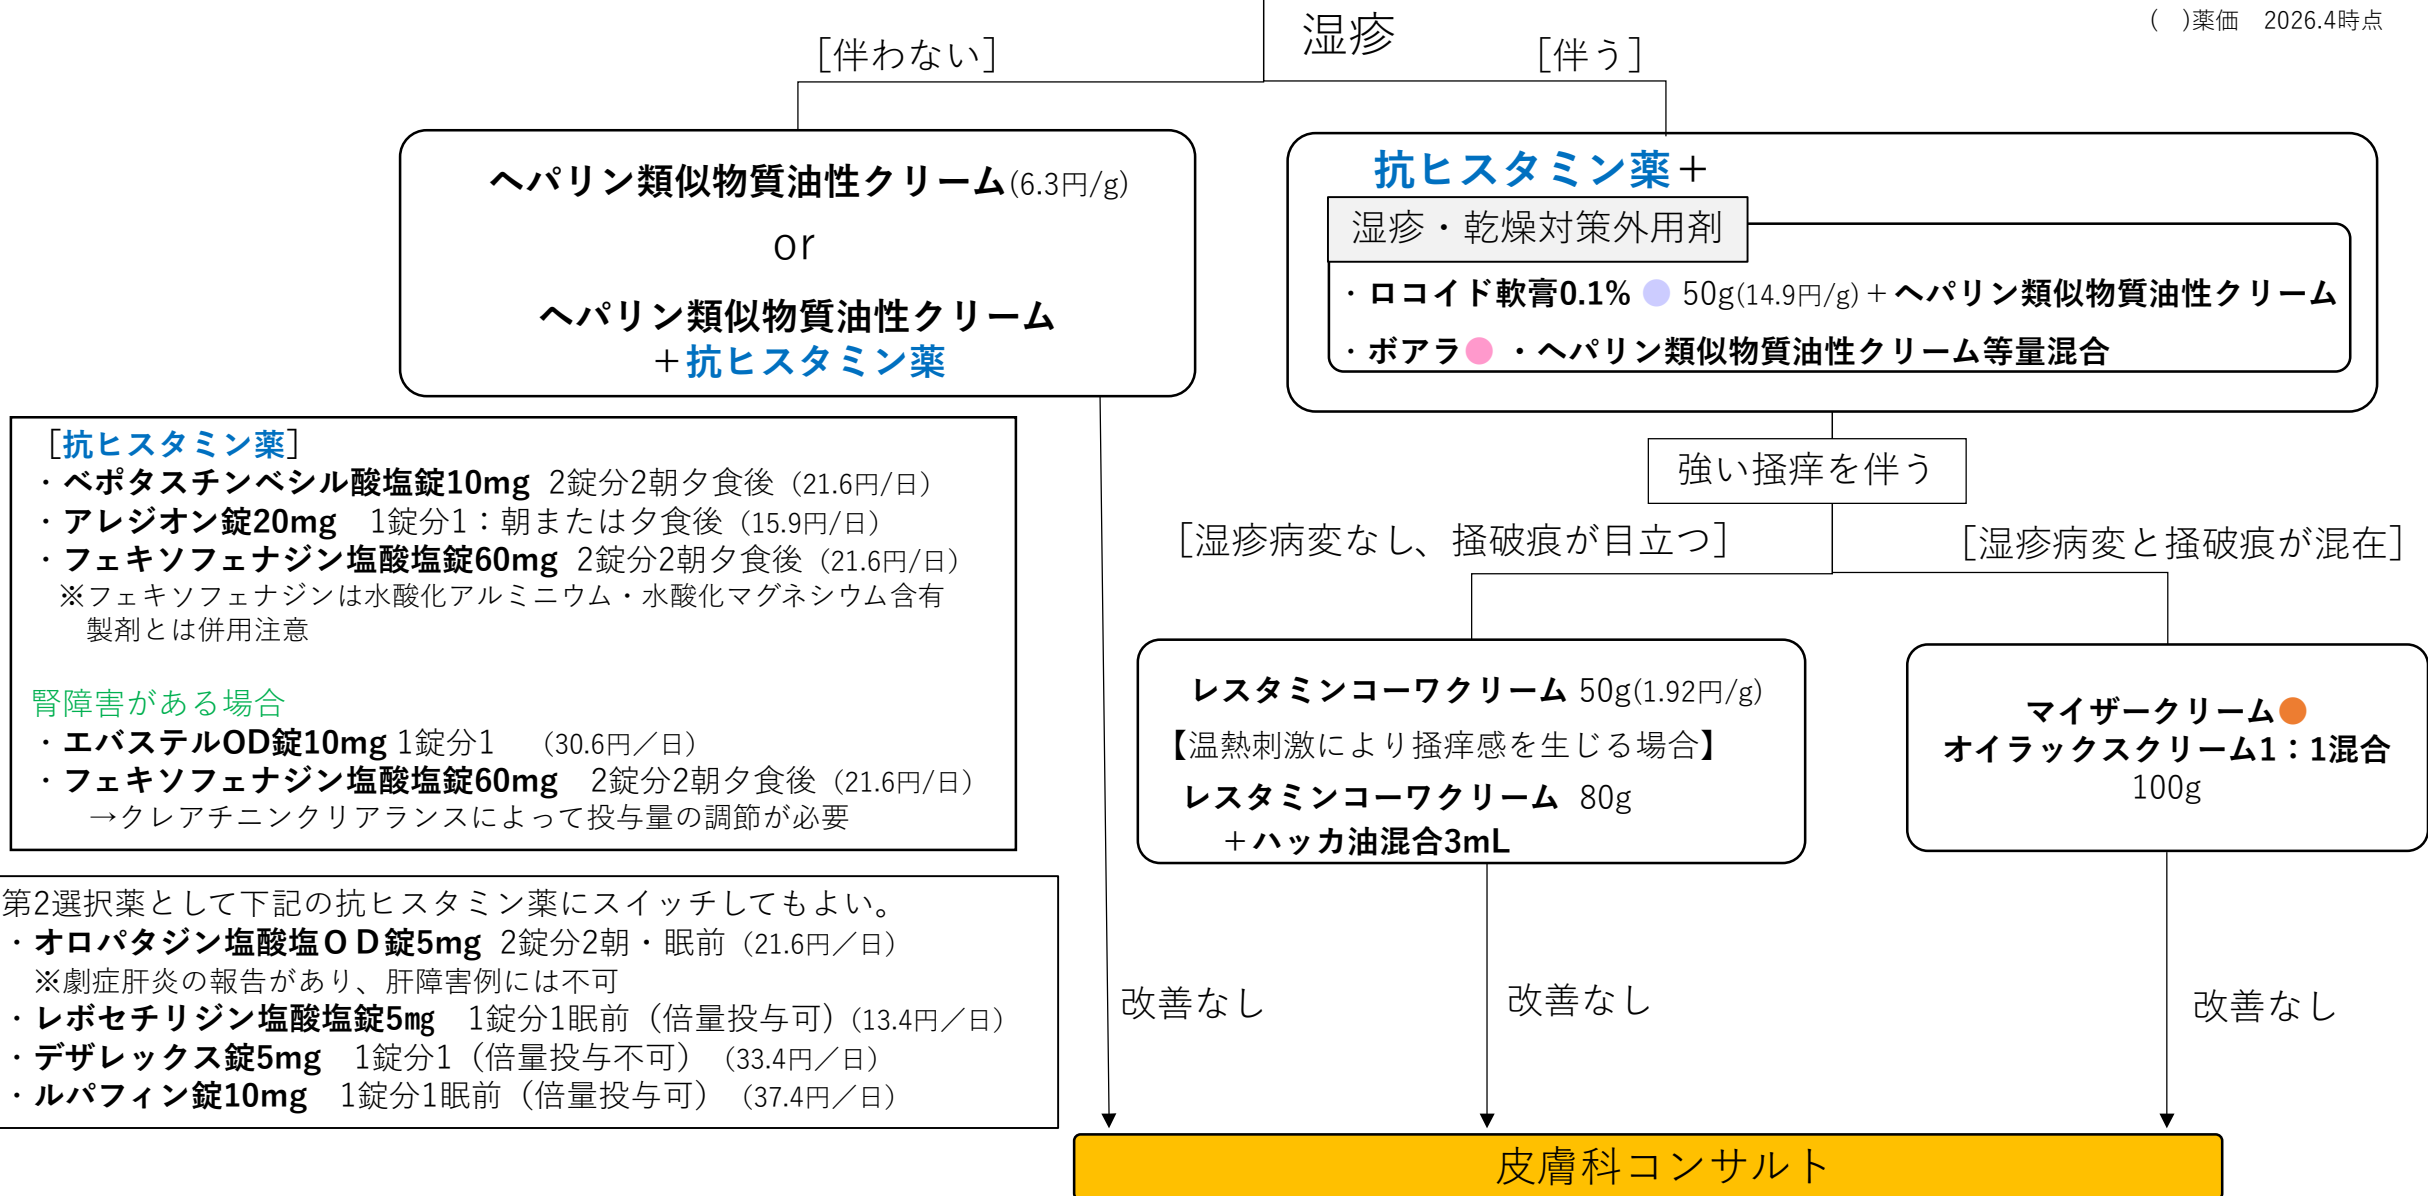 湿疹
( )薬価 2026.4時点
[伴わない]
[伴う]
ヘパリン類似物質油性クリーム(6.3円/g)
or
ヘパリン類似物質油性クリーム
+抗ヒスタミン薬
抗ヒスタミン薬+
湿疹・乾燥対策外用剤
・ロコイド軟膏0.1% ● 50g(14.9円/g)+ヘパリン類似物質油性クリーム
・ボアラ● ・ヘパリン類似物質油性クリーム等量混合
[抗ヒスタミン薬]
・ベポタスチンベシル酸塩錠10mg 2錠分2朝夕食後(21.6円/日)
・アレジオン錠20mg 1錠分1:朝または夕食後(15.9円/日)
・フェキソフェナジン塩酸塩錠60mg 2錠分2朝夕食後(21.6円/日)
※フェキソフェナジンは水酸化アルミニウム・水酸化マグネシウム含有
製剤とは併用注意
腎障害がある場合
・エバステルOD錠10mg 1錠分1 (30.6円/日)
・フェキソフェナジン塩酸塩錠60mg 2錠分2朝夕食後(21.6円/日)
→クレアチニンクリアランスによって投与量の調節が必要
第2選択薬として下記の抗ヒスタミン薬にスイッチしてもよい。
・オロパタジン塩酸塩OD錠5mg 2錠分2朝・眠前(21.6円/日)
※劇症肝炎の報告があり、肝障害例には不可
・レボセチリジン塩酸塩錠5㎎ 1錠分1眠前(倍量投与可)(13.4円/日)
・デザレックス錠5mg 1錠分1(倍量投与不可)(33.4円/日)
・ルパフィン錠10mg 1錠分1眠前(倍量投与可)(37.4円/日)
強い掻痒を伴う
[湿疹病変なし、掻破痕が目立つ]
[湿疹病変と掻破痕が混在]
レスタミンコーワクリーム 50g(1.92円/g)
【温熱刺激により掻痒感を生じる場合】
レスタミンコーワクリーム 80g
+ハッカ油混合3mL
マイザークリーム●
オイラックスクリーム1:1混合
100g
改善なし
改善なし
改善なし
皮膚科コンサルト